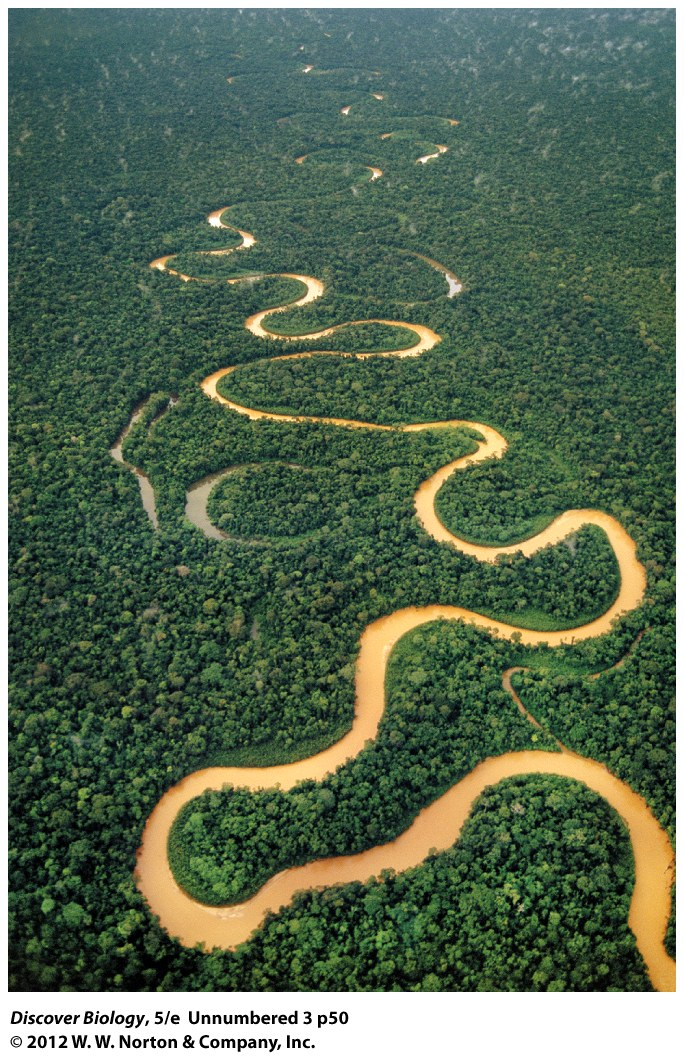 Discover Biology, 5/e Unnumbered 3 p50
© 2012 W. W. Norton & Company, Inc.